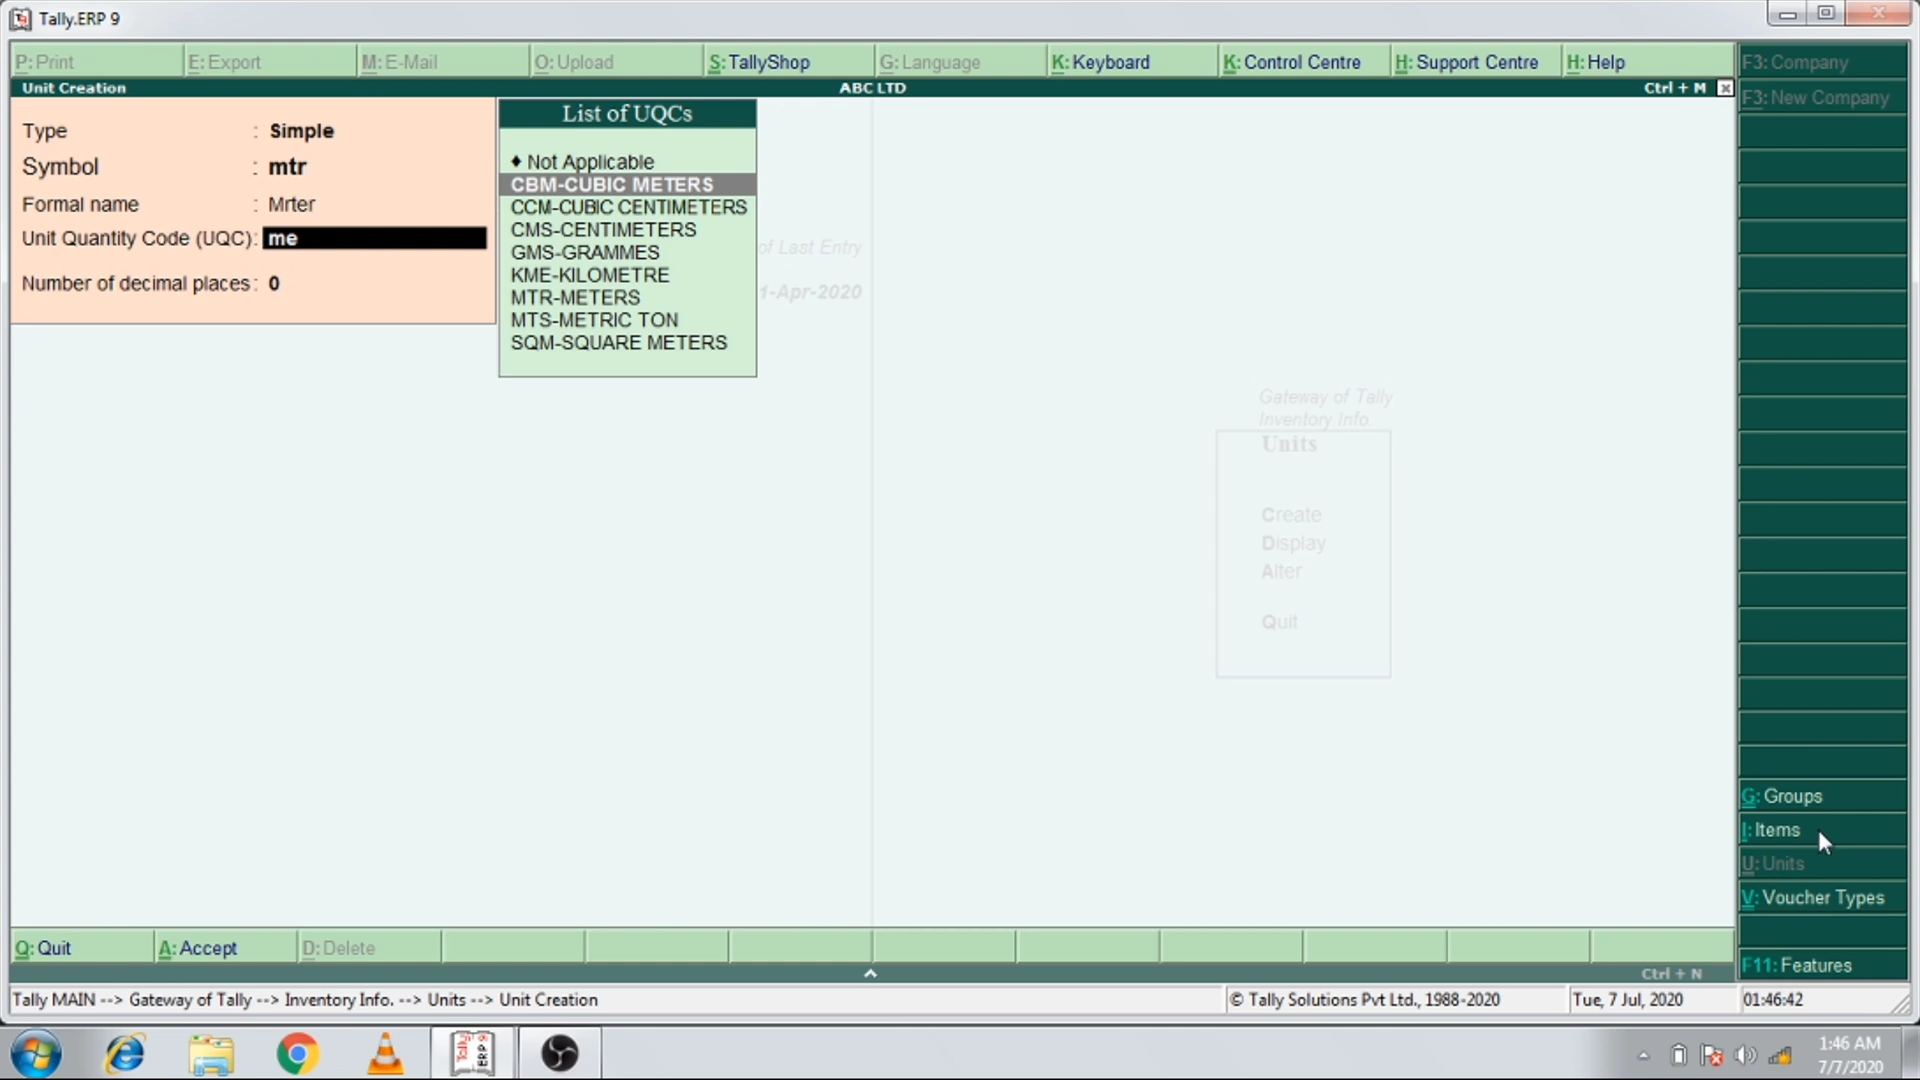 Tally.ERP 9
P: Print E: Export M: E-Mail O: Upload S: TallyShop G: Language K: Keyboard K: Control Centre H: Support Centre H: Help
F3: Company
F3: New Company
Unit Creation ABC LTD Ctrl + M
Type : Simple
Symbol : mtr
Formal name : Mrter
Unit Quantity Code (UQC): me
Number of decimal places : 0
List of UQCs
♦ Not Applicable
CBM-CUBIC METERS
CCM-CUBIC CENTIMETERS
CMS-CENTIMETERS
GMS-GRAMMES
KME-KILOMETRE
MTR-METERS
MTS-METRIC TON
SQM-SQUARE METERS
of Last Entry
1-Apr-2020
Gateway of Tally
Inventory Info.
Units
Create
Display
Alter
Quit
G: Groups
I: Items
U: Units
V: Voucher Types
F11: Features
Q: Quit A: Accept D: Delete
Ctrl + N
Tally MAIN --> Gateway of Tally --> Inventory Info. --> Units --> Unit Creation © Tally Solutions Pvt Ltd., 1988-2020 Tue, 7 Jul, 2020 01:46:42
Tally ERP 9
1:46 AM
7/7/2020